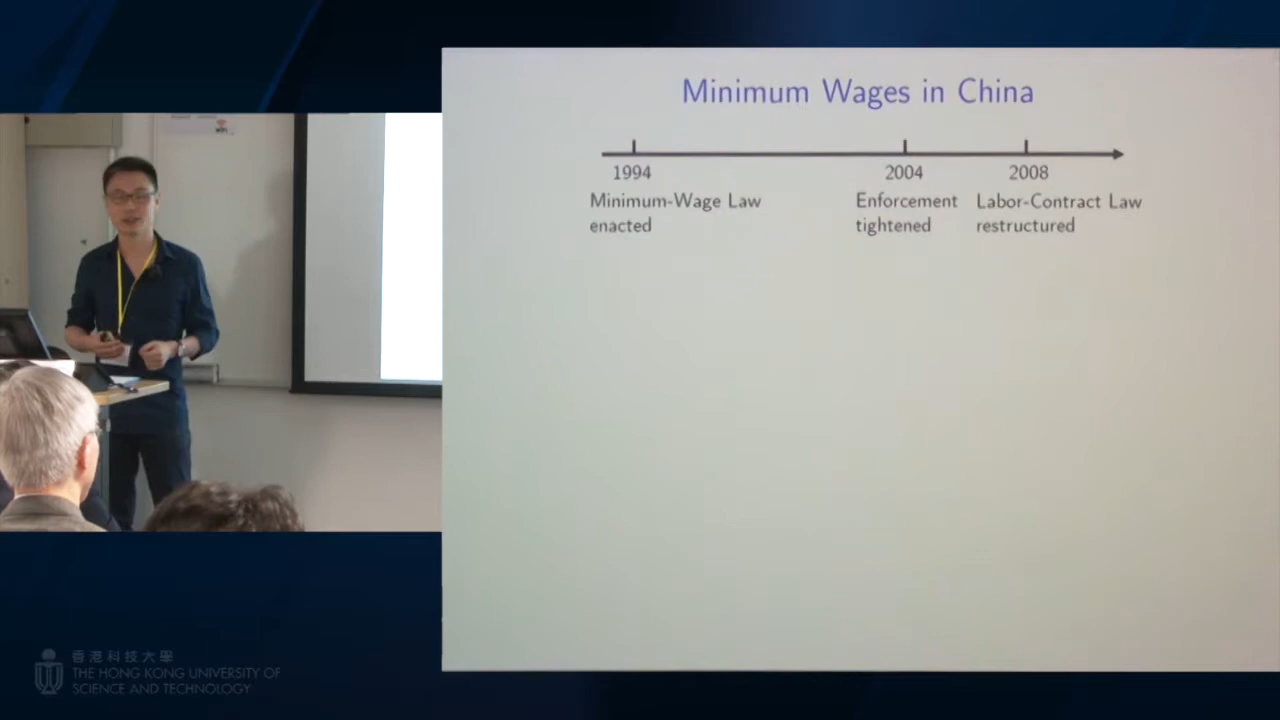 Minimum Wages in China
1994
2004
2008
Minimum-Wage Law
enacted
Enforcement
tightened
Labor-Contract Law
restructured
香港科技大學
THE HONG KONG UNIVERSITY OF
SCIENCE AND TECHNOLOGY